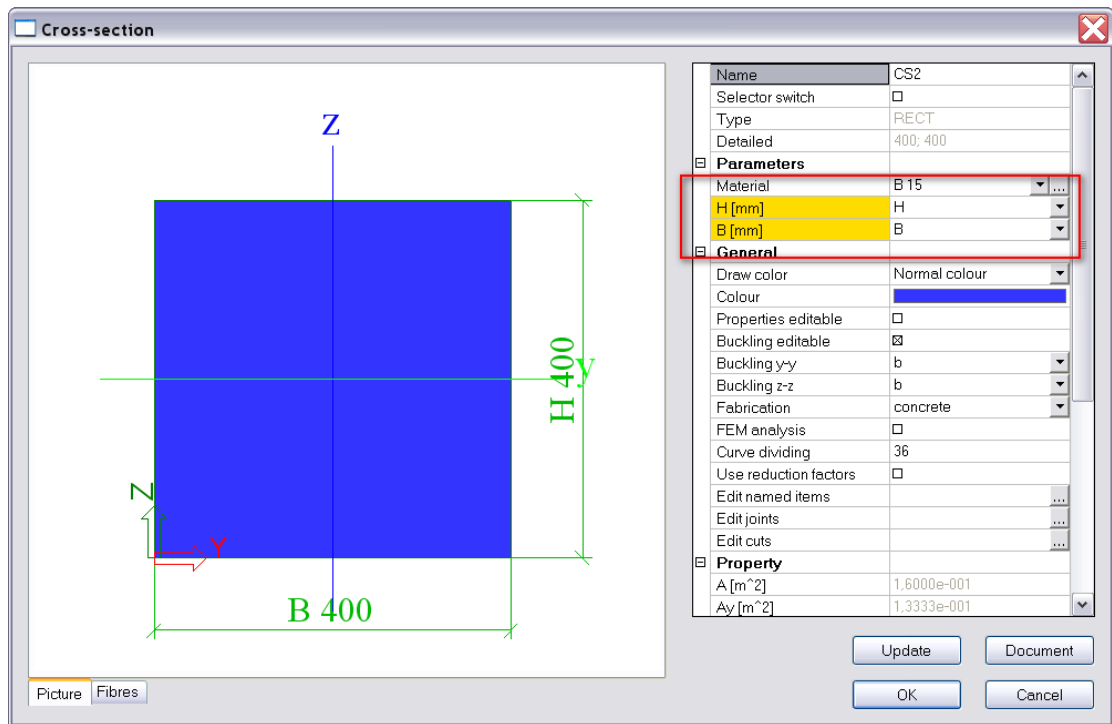 Cross-section
Z
y
H 400
Z
Y
B 400
Picture
Fibres
Name CS2
Selector switch
Type RECT
Detailed 400; 400
Parameters
Material B 15 ...
H [mm] H
B [mm] B
General
Draw color Normal colour
Colour
Properties editable
Buckling editable
Buckling y-y b
Buckling z-z b
Fabrication concrete
FEM analysis
Curve dividing 36
Use reduction factors
Edit named items ...
Edit joints ...
Edit cuts ...
Property
A [m^2] 1,6000e-001
Ay [m^2] 1,3333e-001
Update Document
OK Cancel